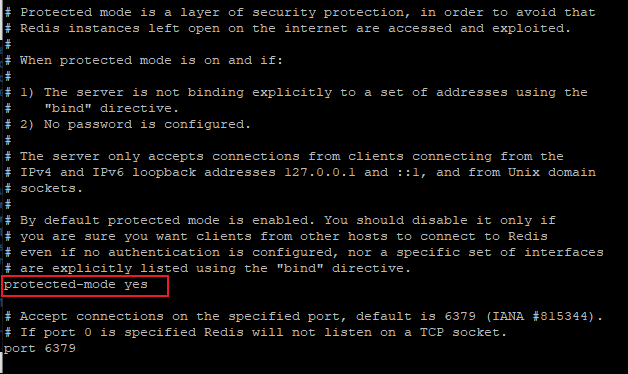 # Protected mode is a layer of security protection, in order to avoid that
# Redis instances left open on the internet are accessed and exploited.
#
# When protected mode is on and if:
#
# 1) The server is not binding explicitly to a set of addresses using the
#    "bind" directive.
# 2) No password is configured.
#
# The server only accepts connections from clients connecting from the
# IPv4 and IPv6 loopback addresses 127.0.0.1 and ::1, and from Unix domain
# sockets.
#
# By default protected mode is enabled. You should disable it only if
# you are sure you want clients from other hosts to connect to Redis
# even if no authentication is configured, nor a specific set of interfaces
# are explicitly listed using the "bind" directive.
protected-mode yes
# Accept connections on the specified port, default is 6379 (IANA #815344).
# If port 0 is specified Redis will not listen on a TCP socket.
port 6379